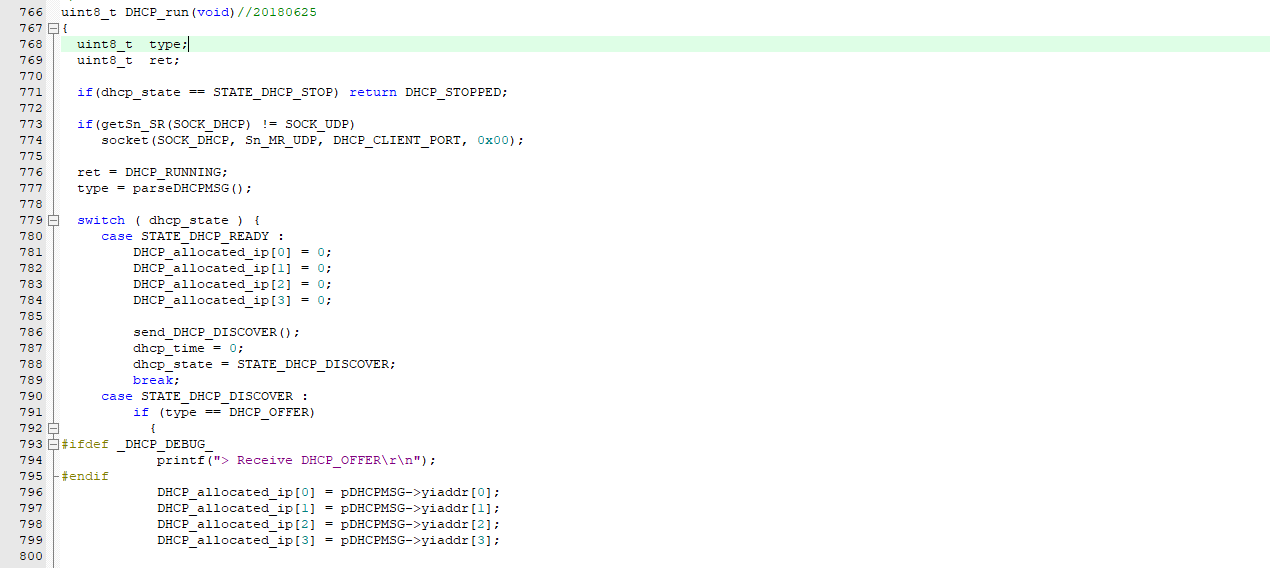 766 uint8_t DHCP_run(void)//20180625
767 {
768 uint8_t type;
769 uint8_t ret;
770
771 if(dhcp_state == STATE_DHCP_STOP) return DHCP_STOPPED;
772
773 if(getSn_SR(SOCK_DHCP) != SOCK_UDP)
774 socket(SOCK_DHCP, Sn_MR_UDP, DHCP_CLIENT_PORT, 0x00);
775
776 ret = DHCP_RUNNING;
777 type = parseDHCPMSG();
778
779 switch ( dhcp_state ) {
780 case STATE_DHCP_READY :
781 DHCP_allocated_ip[0] = 0;
782 DHCP_allocated_ip[1] = 0;
783 DHCP_allocated_ip[2] = 0;
784 DHCP_allocated_ip[3] = 0;
785
786 send_DHCP_DISCOVER();
787 dhcp_time = 0;
788 dhcp_state = STATE_DHCP_DISCOVER;
789 break;
790 case STATE_DHCP_DISCOVER :
791 if (type == DHCP_OFFER)
792 {
793 #ifdef _DHCP_DEBUG_
794 printf("> Receive DHCP_OFFER\r\n");
795 #endif
796 DHCP_allocated_ip[0] = pDHCPMSG->yiaddr[0];
797 DHCP_allocated_ip[1] = pDHCPMSG->yiaddr[1];
798 DHCP_allocated_ip[2] = pDHCPMSG->yiaddr[2];
799 DHCP_allocated_ip[3] = pDHCPMSG->yiaddr[3];
800